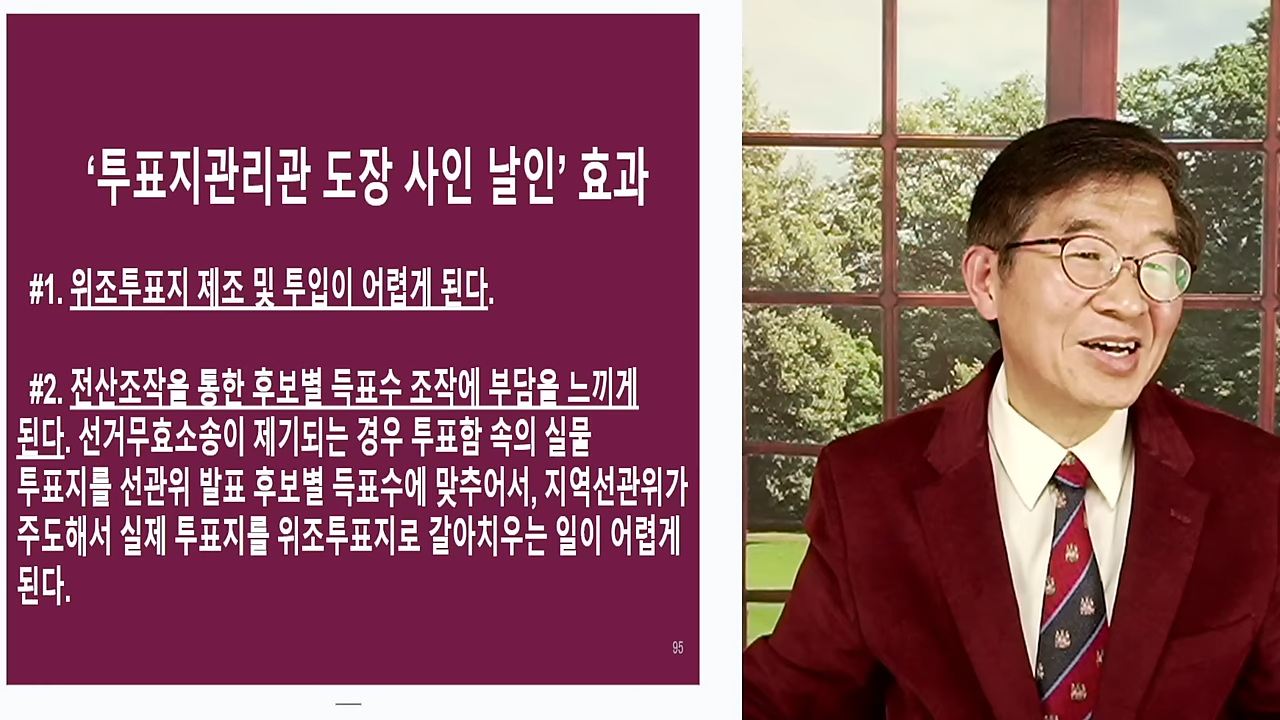 ‘투표지관리관 도장 사인 날인’ 효과
#1. 위조투표지 제조 및 투입이 어렵게 된다.
#2. 전산조작을 통한 후보별 득표수 조작에 부담을 느끼게
된다. 선거무효소송이 제기되는 경우 투표함 속의 실물
투표지를 선관위 발표 후보별 득표수에 맞추어서, 지역선관위가
주도해서 실제 투표지를 위조투표지로 갈아치우는 일이 어렵게
된다.
95